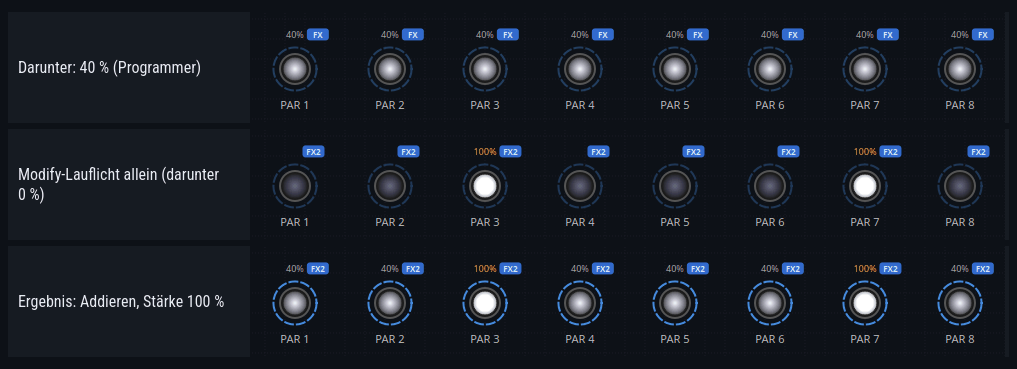 40% FX 40% FX 40% FX 40% FX 40% FX 40% FX 40% FX 40% FX
Darunter: 40 % (Programmer)
PAR 1 PAR 2 PAR 3 PAR 4 PAR 5 PAR 6 PAR 7 PAR 8
FX2 FX2 100% FX2 FX2 FX2 FX2 100% FX2 FX2
Modify-Lauflicht allein (darunter
0 %)
PAR 1 PAR 2 PAR 3 PAR 4 PAR 5 PAR 6 PAR 7 PAR 8
40% FX2 40% FX2 100% FX2 40% FX2 40% FX2 40% FX2 100% FX2 40% FX2
Ergebnis: Addieren, Stärke 100 %
PAR 1 PAR 2 PAR 3 PAR 4 PAR 5 PAR 6 PAR 7 PAR 8